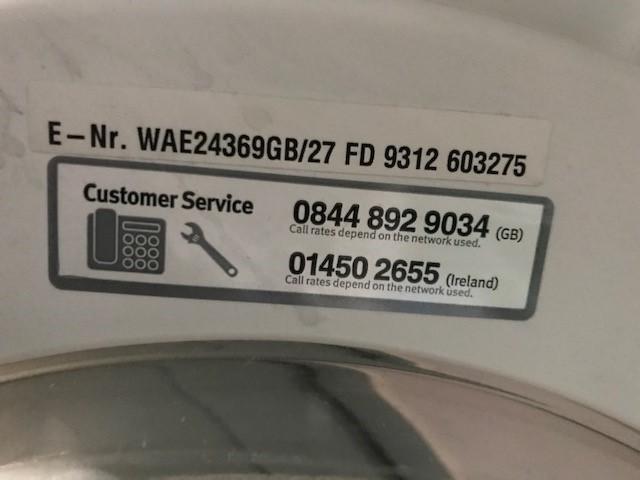 E-Nr. WAE24369GB/27 FD 9312 603275
Customer Service
0844 892 9034 (GB)
Call rates depend on the network used.
01450 2655 (Ireland)
Call rates depend on the network used.